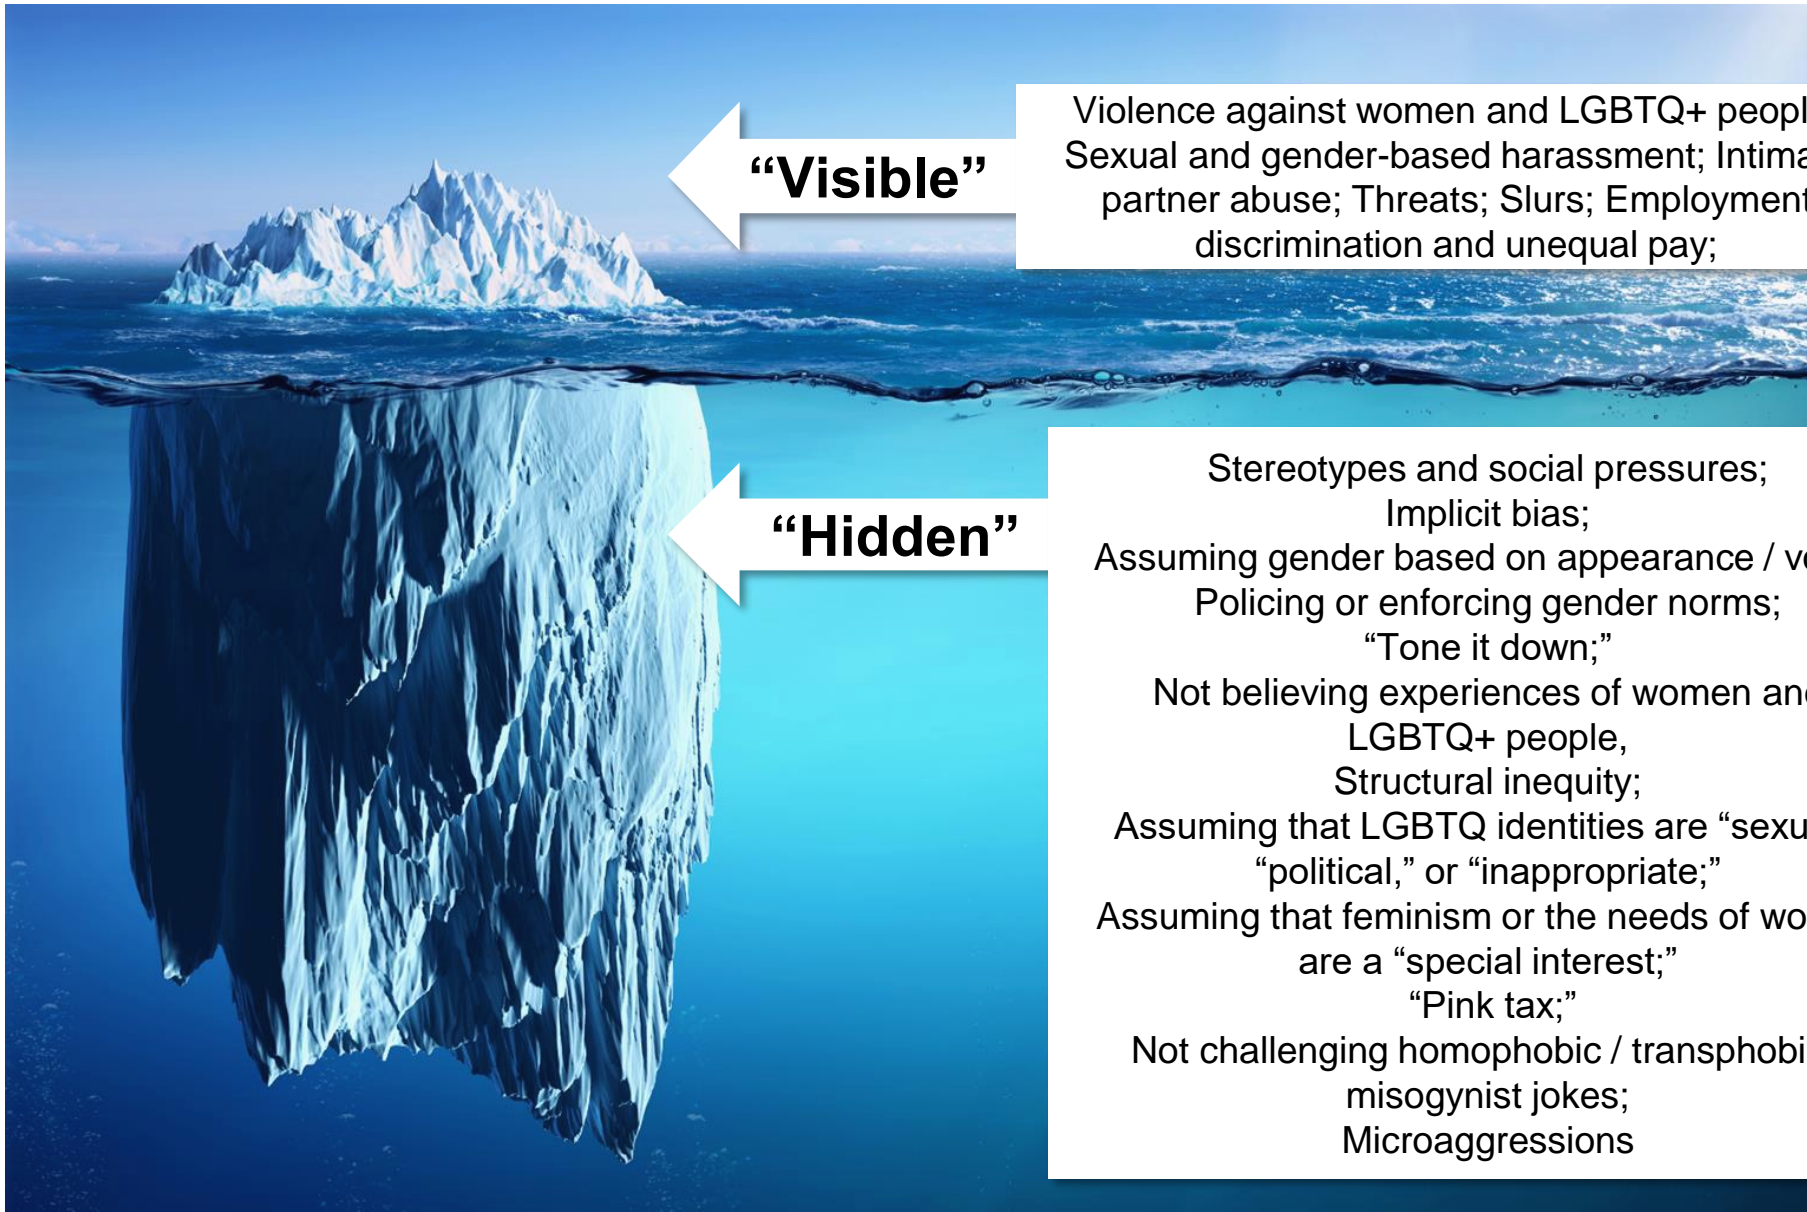 “Visible”
Violence against women and LGBTQ+ peopl
Sexual and gender-based harassment; Intima
partner abuse; Threats; Slurs; Employment
discrimination and unequal pay;
“Hidden”
Stereotypes and social pressures;
Implicit bias;
Assuming gender based on appearance / v
Policing or enforcing gender norms;
“Tone it down;”
Not believing experiences of women an
LGBTQ+ people,
Structural inequity;
Assuming that LGBTQ identities are “sexu
“political,” or “inappropriate;”
Assuming that feminism or the needs of wo
are a “special interest;”
“Pink tax;”
Not challenging homophobic / transphobi
misogynist jokes;
Microaggressions